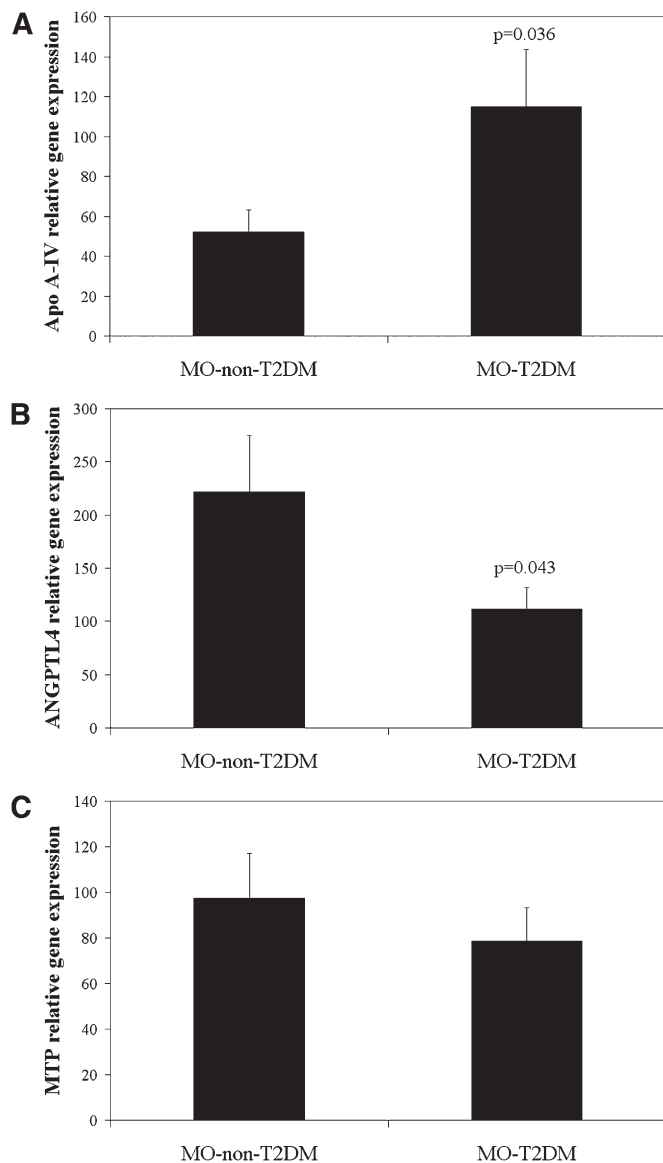 A
Apo A-IV relative gene expression
160
140
120
100
80
60
40
20
0
p=0.036
MO-non-T2DM
MO-T2DM
B
ANGPTL4 relative gene expression
300
250
200
150
100
50
0
p=0.043
MO-non-T2DM
MO-T2DM
C
MTP relative gene expression
140
120
100
80
60
40
20
0
MO-non-T2DM
MO-T2DM